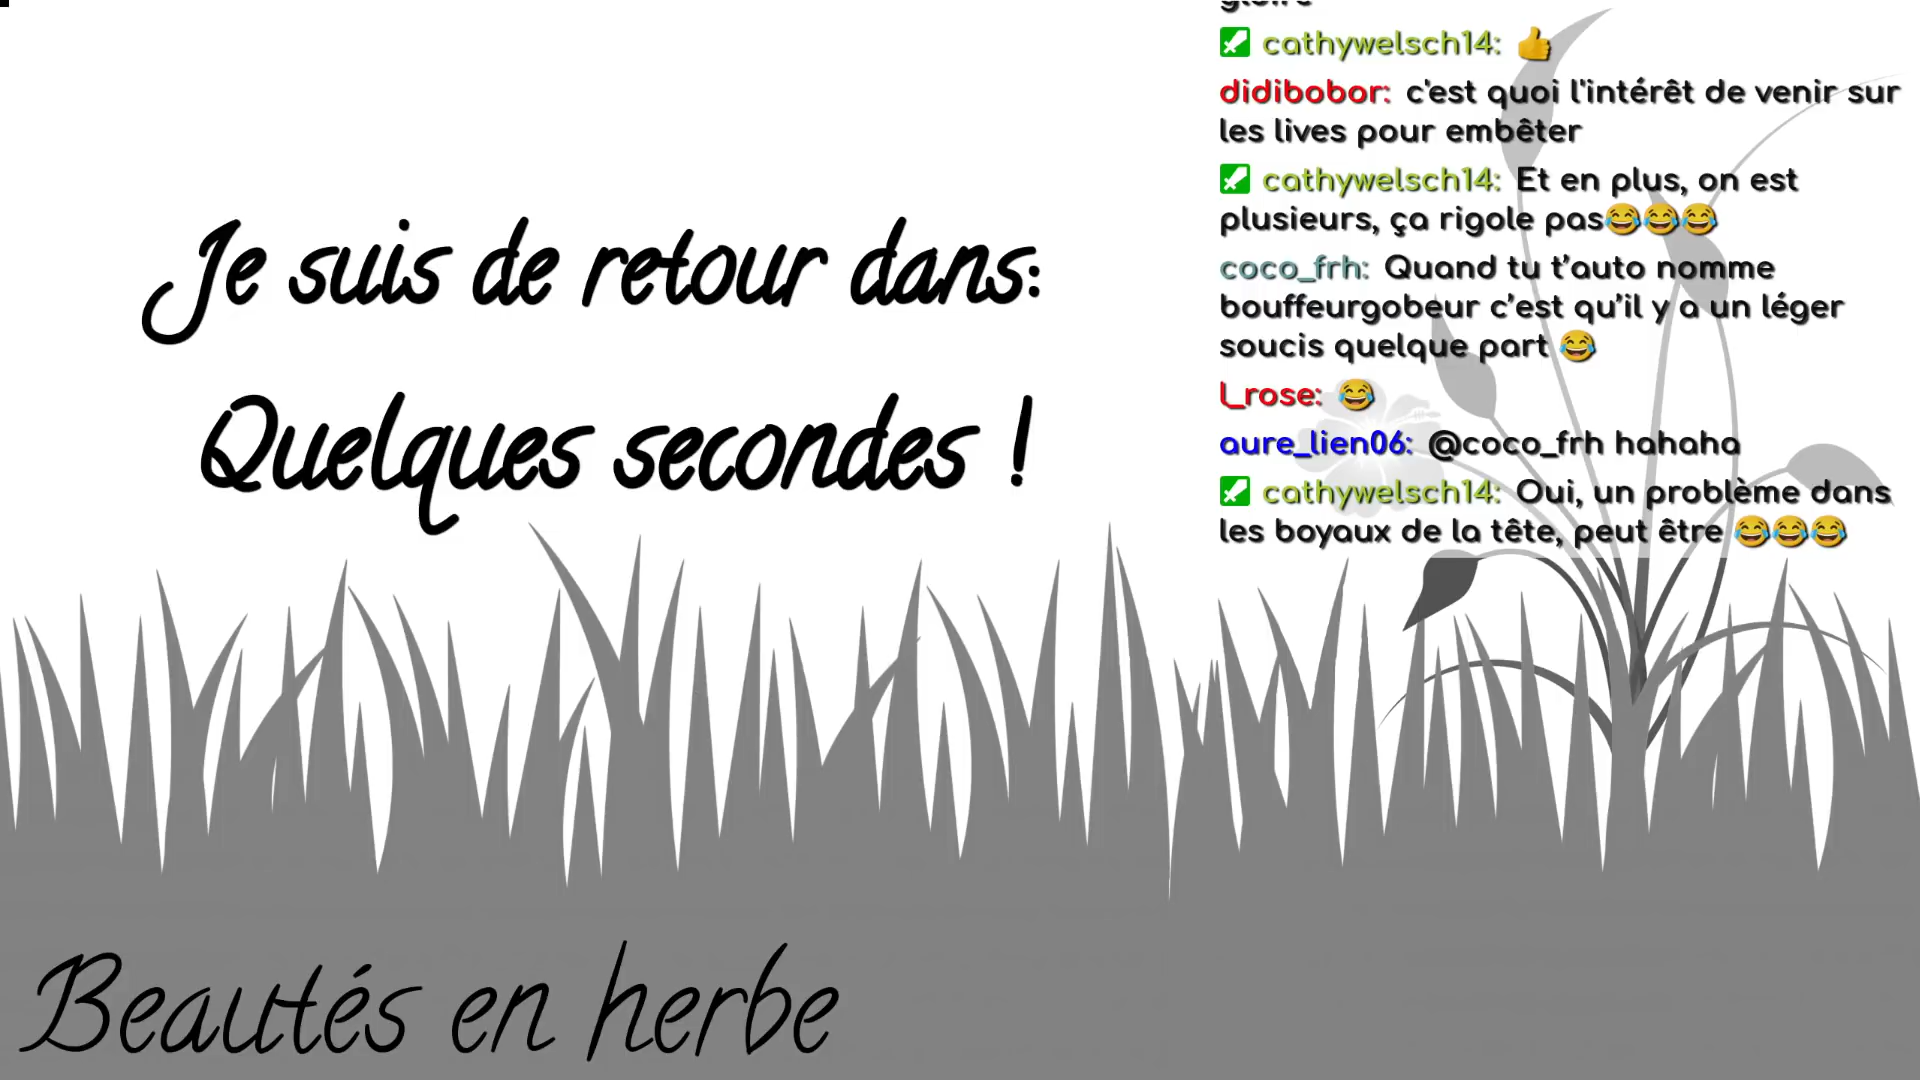 Je suis de retour dans:
Quelques secondes !
gloire
cathywelsch14: 👍
didibobor: c'est quoi l'intérêt de venir sur
les lives pour embêter
cathywelsch14: Et en plus, on est
plusieurs, ça rigole pas😂😂😂
coco_frh: Quand tu t’auto nomme
bouffeurgobeur c’est qu’il y a un léger
soucis quelque part 😂
l_rose: 😂
aure_lien06: @coco_frh hahaha
cathywelsch14: Oui, un problème dans
les boyaux de la tête, peut être 😂😂😂
Beautés en herbe